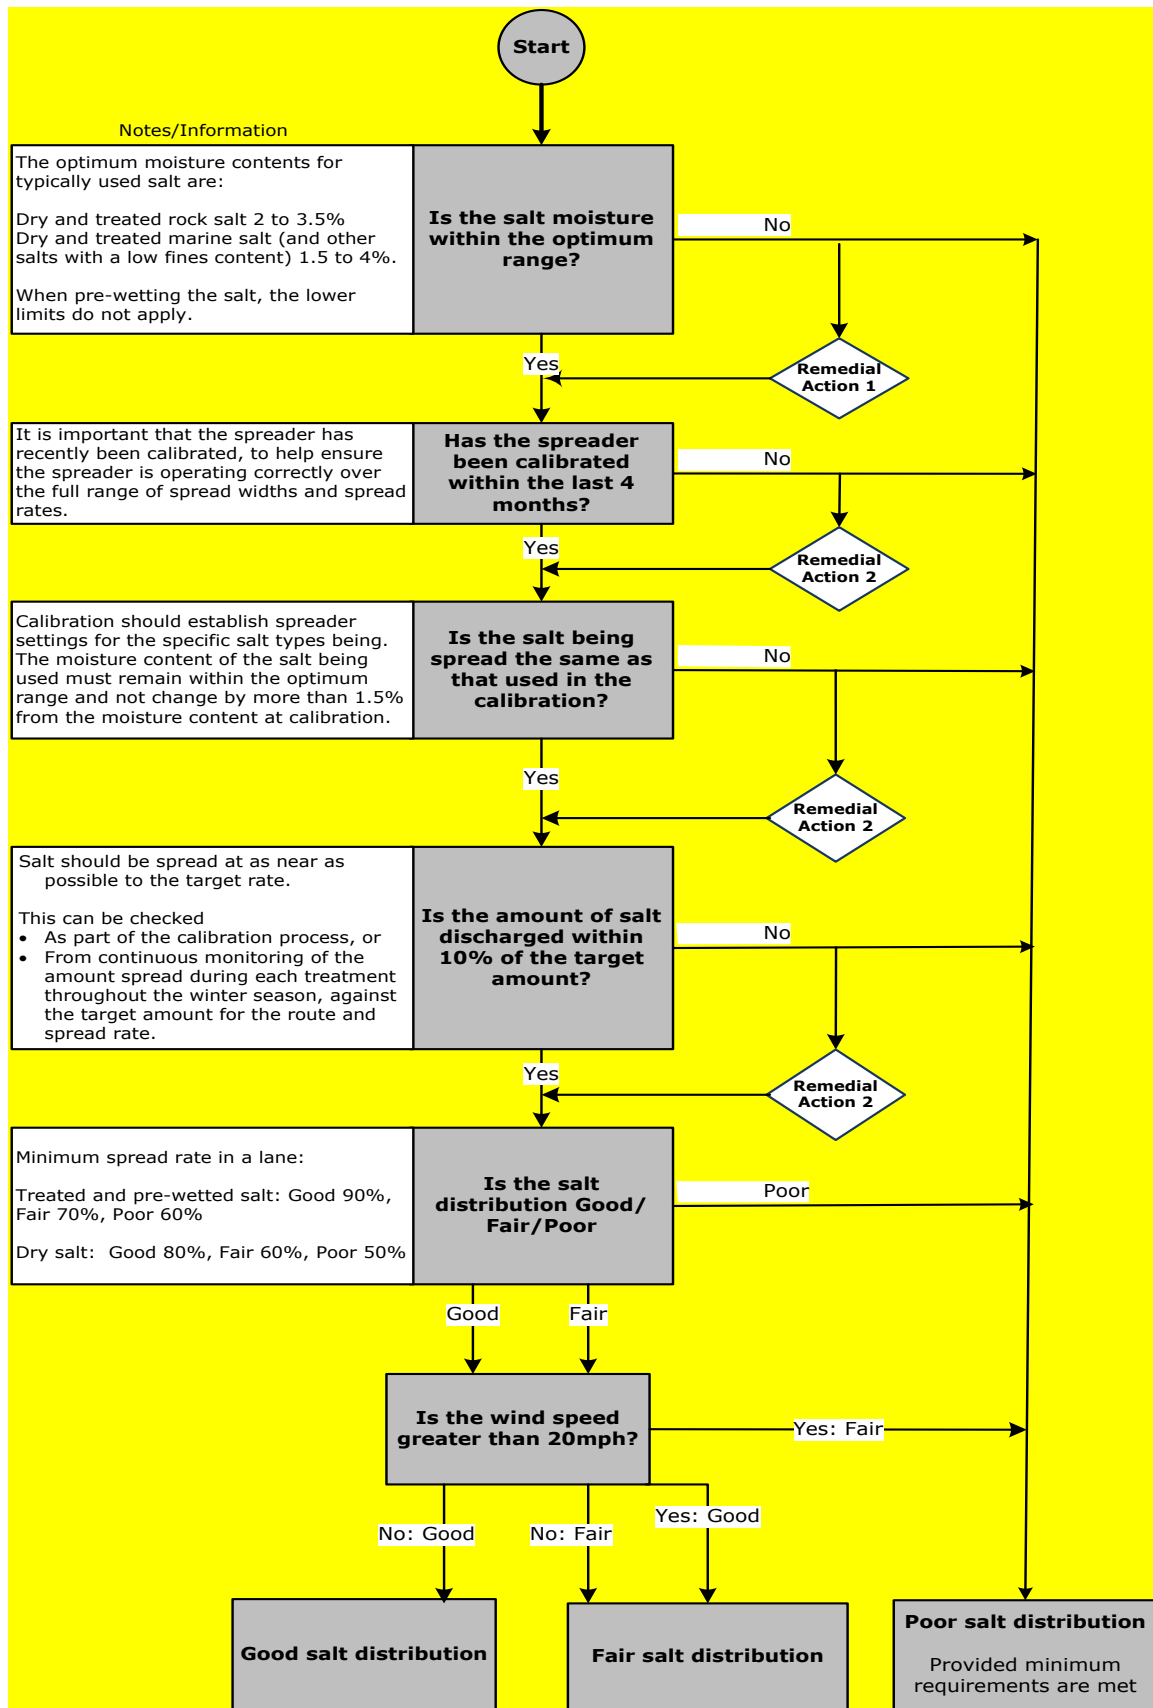 Start
Notes/Information
The optimum moisture contents for
typically used salt are:
Dry and treated rock salt 2 to 3.5%
Dry and treated marine salt (and other
salts with a low fines content) 1.5 to 4%.
When pre-wetting the salt, the lower
limits do not apply.
Is the salt moisture
within the optimum
range?
No
Remedial
Action 1
Yes
It is important that the spreader has
recently been calibrated, to help ensure
the spreader is operating correctly over
the full range of spread widths and spread
rates.
Has the spreader
been calibrated
within the last 4
months?
No
Remedial
Action 2
Yes
Calibration should establish spreader
settings for the specific salt types being.
The moisture content of the salt being
used must remain within the optimum
range and not change by more than 1.5%
from the moisture content at calibration.
Is the salt being
spread the same as
that used in the
calibration?
No
Remedial
Action 2
Yes
Salt should be spread at as near as
possible to the target rate.
This can be checked
• As part of the calibration process, or
• From continuous monitoring of the
amount spread during each treatment
throughout the winter season, against
the target amount for the route and
spread rate.
Is the amount of salt
discharged within
10% of the target
amount?
No
Remedial
Action 2
Yes
Minimum spread rate in a lane:
Treated and pre-wetted salt: Good 90%,
Fair 70%, Poor 60%
Dry salt:  Good 80%, Fair 60%, Poor 50%
Is the salt
distribution Good/
Fair/Poor
Poor
Good
Fair
Is the wind speed
greater than 20mph?
Yes: Fair
No: Good
No: Fair
Yes: Good
Good salt distribution
Fair salt distribution
Poor salt distribution
Provided minimum
requirements are met